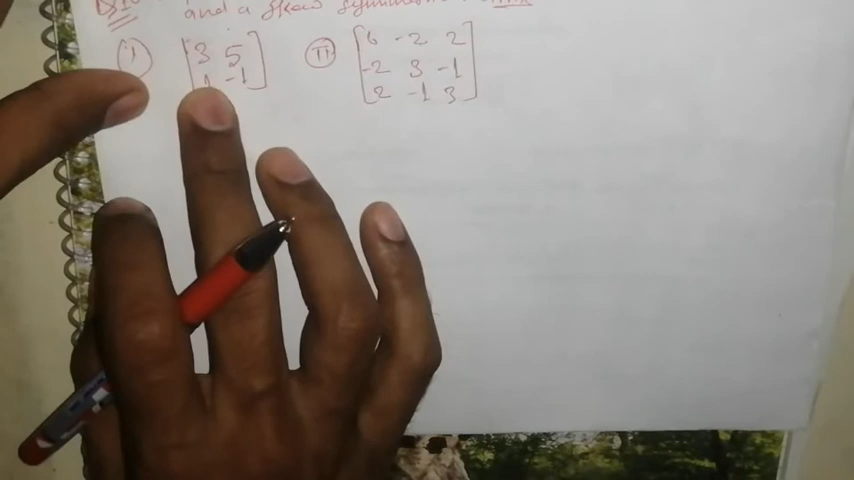 and a skew symmetric
(i) [3 5
1 -1]
(ii) [6 -2 2
-2 3 -1
2 -1 3]